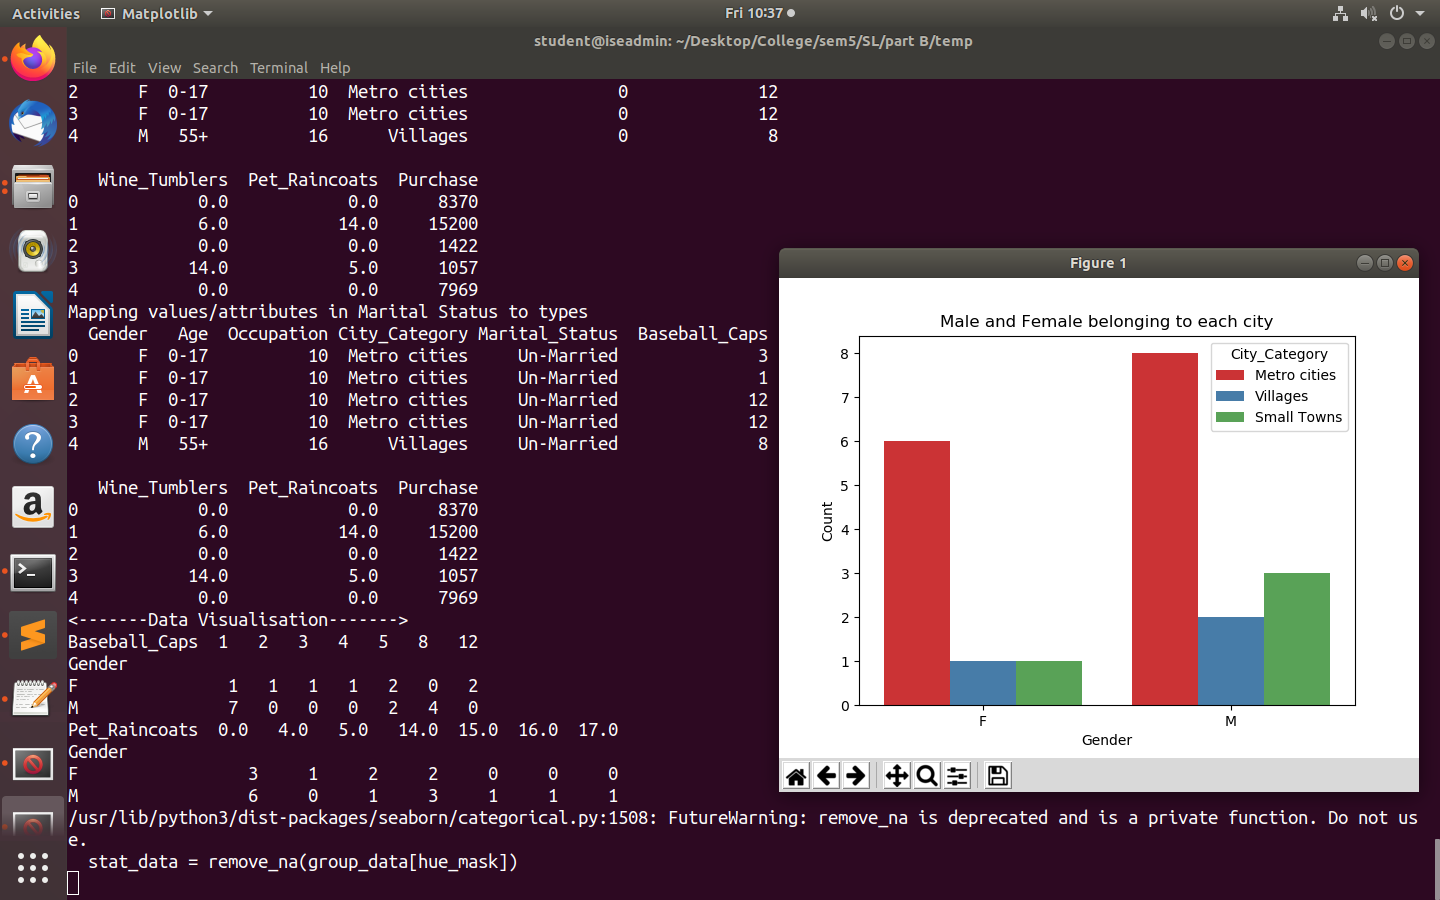 Activities Matplotlib Fri 10:37
student@iseadmin: ~/Desktop/College/sem5/SL/part B/temp
File Edit View Search Terminal Help
2 F 0-17 10 Metro cities 0 12
3 F 0-17 10 Metro cities 0 12
4 M 55+ 16 Villages 0 8
Wine_Tumblers Pet_Raincoats Purchase
0 0.0 0.0 8370
1 6.0 14.0 15200
2 0.0 0.0 1422
3 14.0 5.0 1057
4 0.0 0.0 7969
Mapping values/attributes in Marital Status to types
Gender Age Occupation City_Category Marital_Status Baseball_Caps
0 F 0-17 10 Metro cities Un-Married 3
1 F 0-17 10 Metro cities Un-Married 1
2 F 0-17 10 Metro cities Un-Married 12
3 F 0-17 10 Metro cities Un-Married 12
4 M 55+ 16 Villages Un-Married 8
Wine_Tumblers Pet_Raincoats Purchase
0 0.0 0.0 8370
1 6.0 14.0 15200
2 0.0 0.0 1422
3 14.0 5.0 1057
4 0.0 0.0 7969
<-------Data Visualisation------->
Baseball_Caps 1 2 3 4 5 8 12
Gender
F 1 1 1 1 2 0 2
M 7 0 0 0 2 4 0
Pet_Raincoats 0.0 4.0 5.0 14.0 15.0 16.0 17.0
Gender
F 3 1 2 2 0 0 0
M 6 0 1 3 1 1 1
/usr/lib/python3/dist-packages/seaborn/categorical.py:1508: FutureWarning: remove_na is deprecated and is a private function. Do not us
e.
stat_data = remove_na(group_data[hue_mask])
Figure 1
Male and Female belonging to each city
City_Category
Metro cities
Villages
Small Towns
8
7
6
5
4
3
2
1
0
Count
F M
Gender